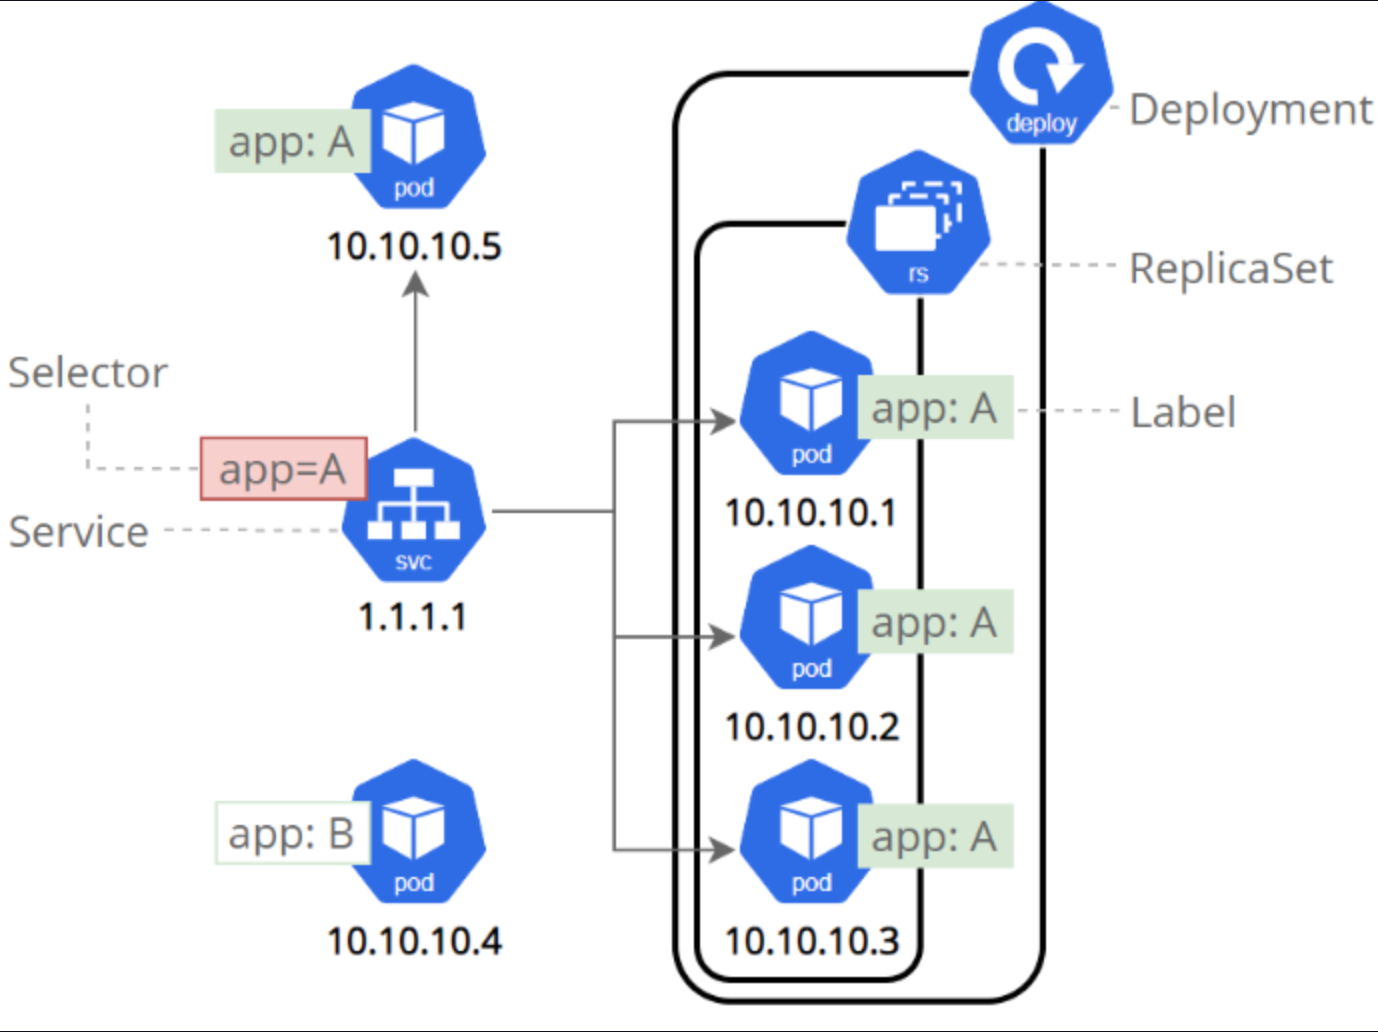 deploy
Deployment
app: A
pod
10.10.10.5
rs
ReplicaSet
Selector
app=A
Service
svc
1.1.1.1
pod
app: A
Label
10.10.10.1
pod
app: A
10.10.10.2
app: B
pod
10.10.10.4
pod
app: A
10.10.10.3